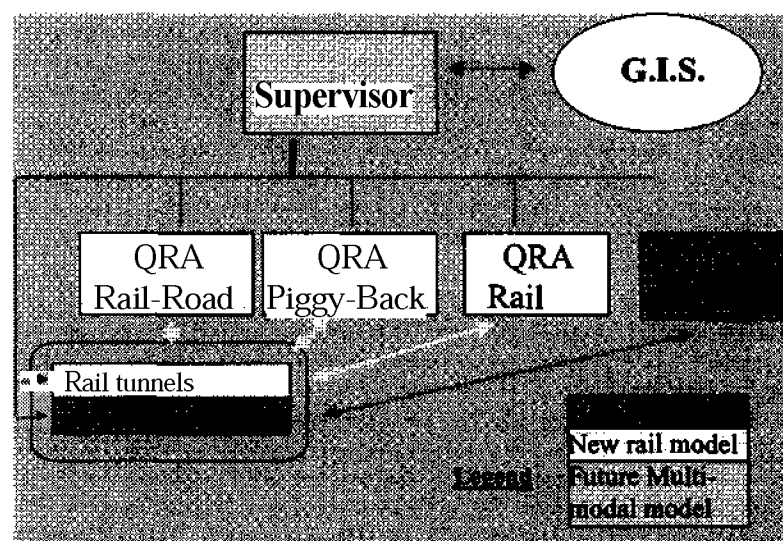 Supervisor
G.I.S.
QRA
Rail-Road
QRA
Piggy-Back
QRA
Rail
Rail tunnels
Legend
New rail model
Future Multi-
modal model